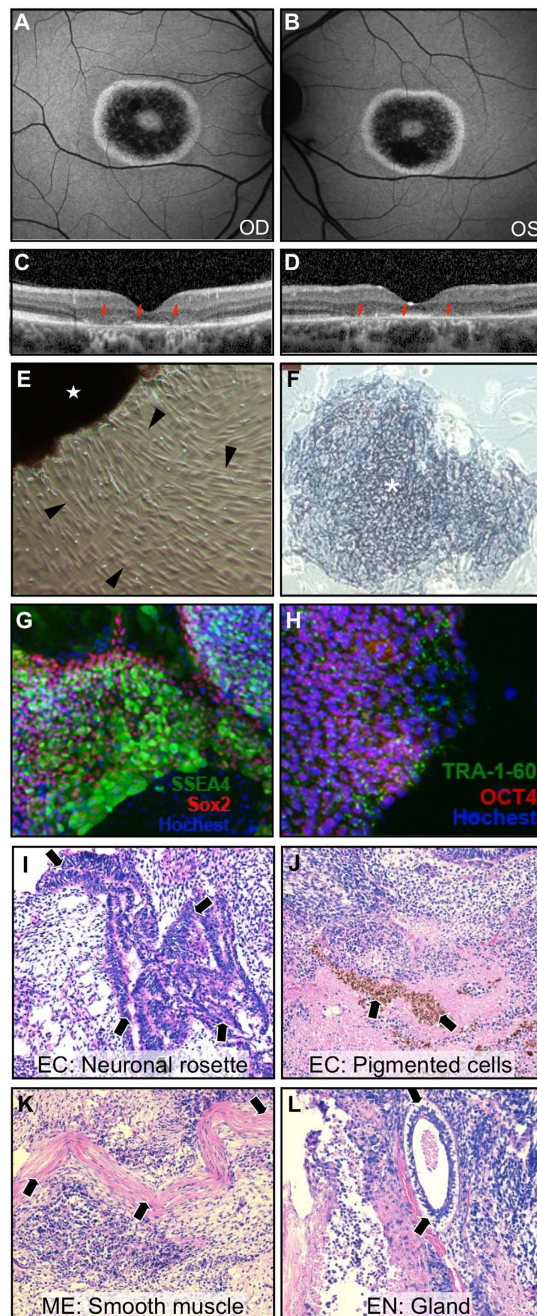 A
B
OD
OS
C
D
E
F
G
H
SSEA4
Sox2
Hochest
TRA-1-60
OCT4
Hochest
I
J
EC: Neuronal rosette
EC: Pigmented cells
K
L
ME: Smooth muscle
EN: Gland